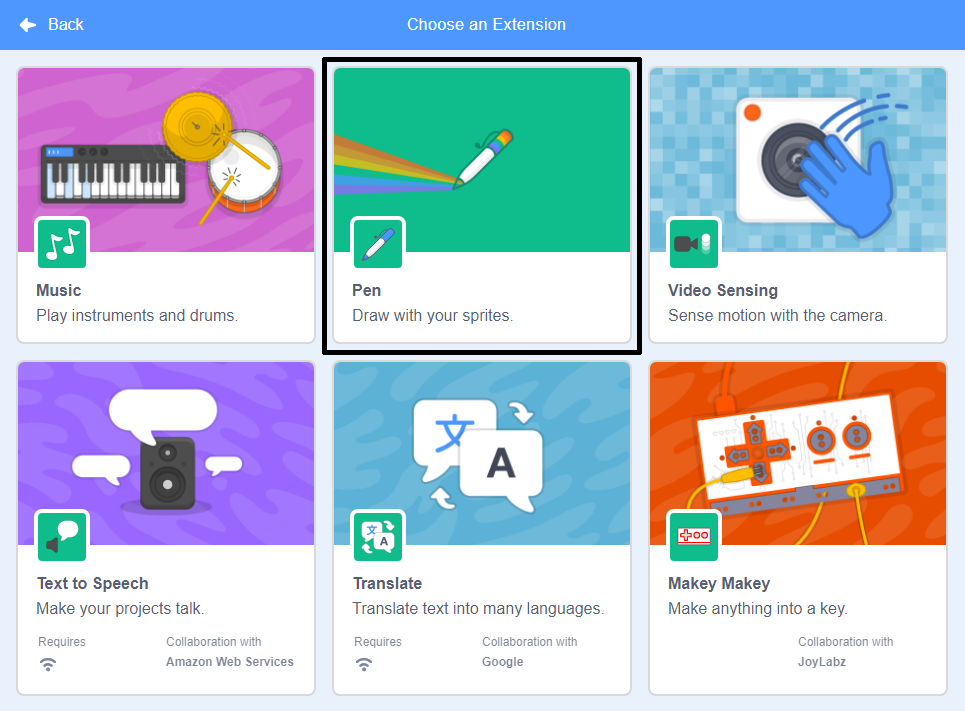 Back
Choose an Extension
Music
Play instruments and drums.
Pen
Draw with your sprites.
Video Sensing
Sense motion with the camera.
文
A
文
A
Text to Speech
Make your projects talk.
Requires
Collaboration with
Amazon Web Services
Translate
Translate text into many languages.
Requires
Collaboration with
Google
Makey Makey
Make anything into a key.
Collaboration with
JoyLabz